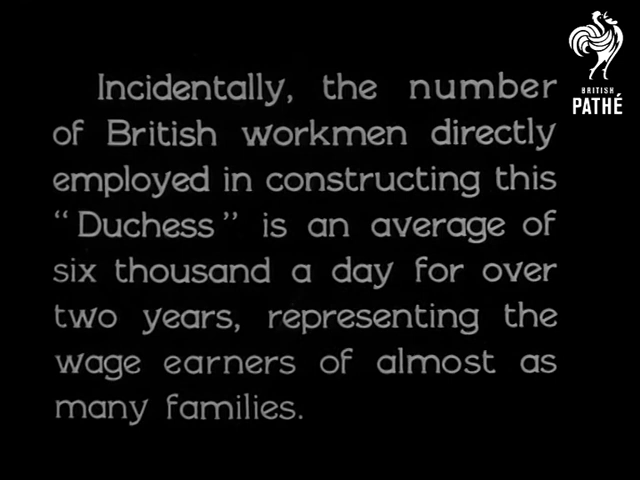 BRITISH
PATHÉ
Incidentally, the number
of British workmen directly
employed in constructing this
“Duchess” is an average of
six thousand a day for over
two years, representing the
wage earners of almost as
many families.